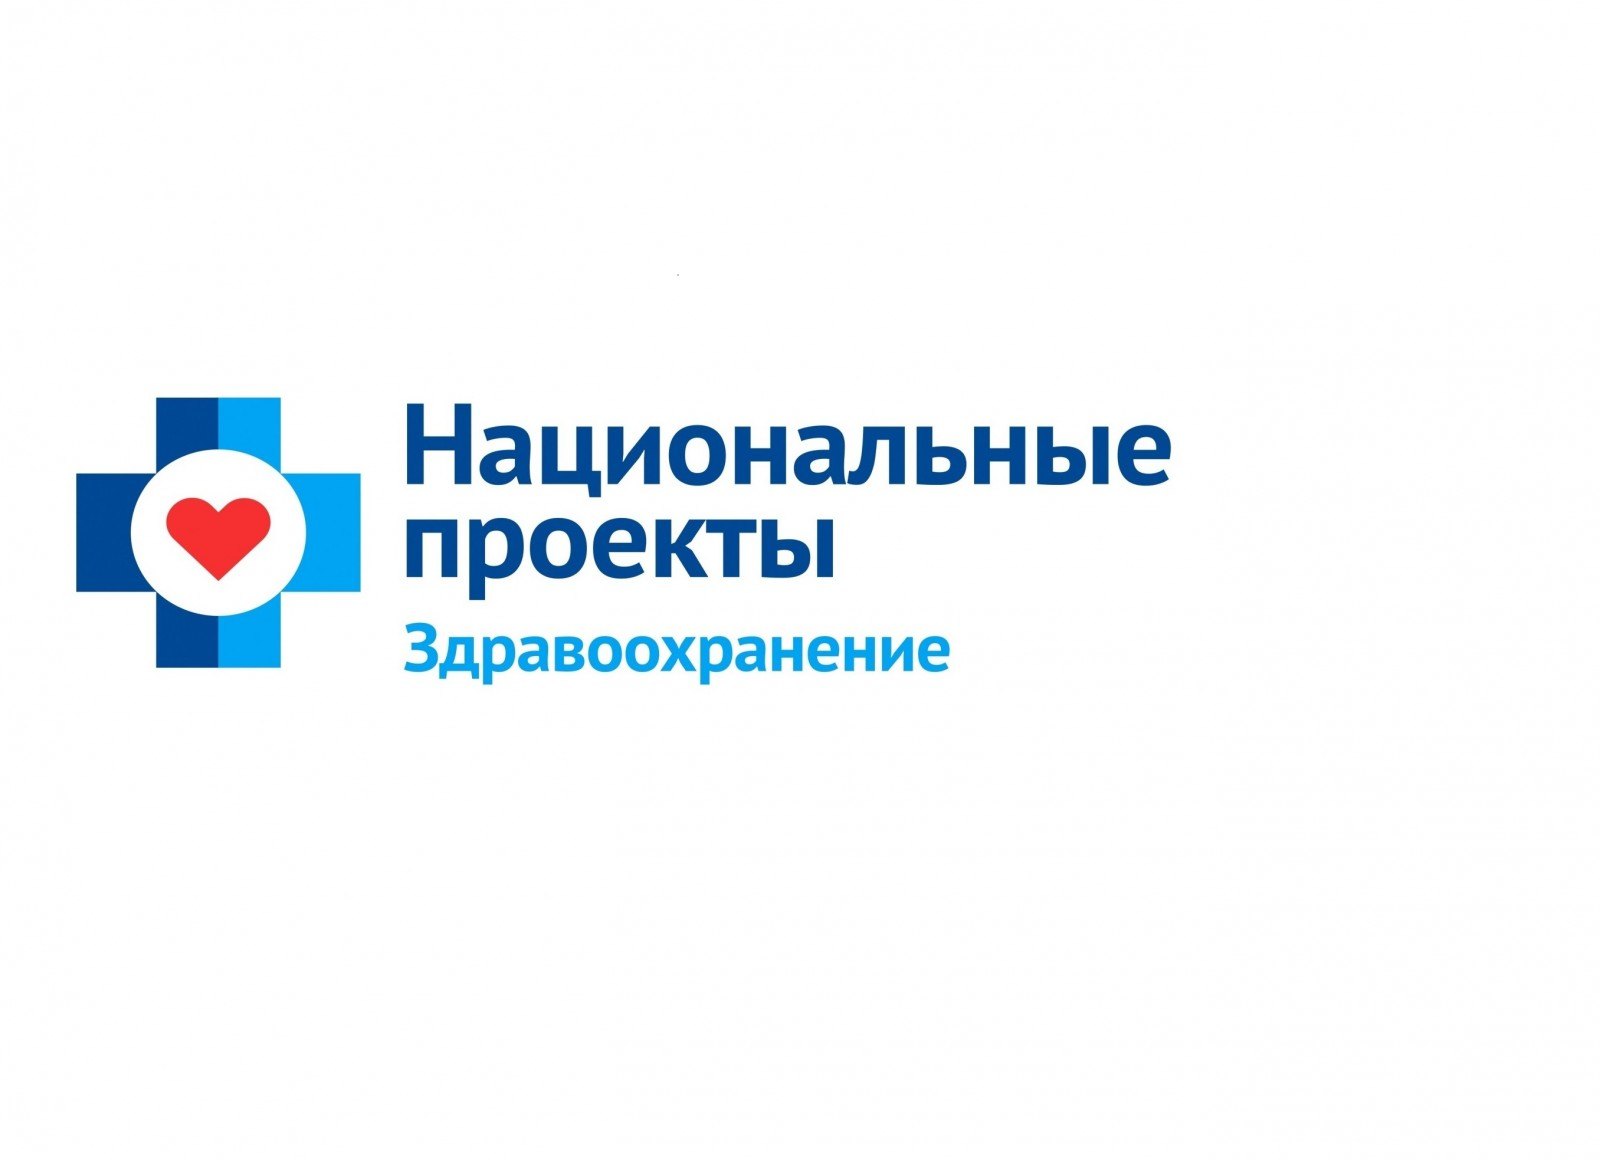 Национальные
проекты
Здравоохранение